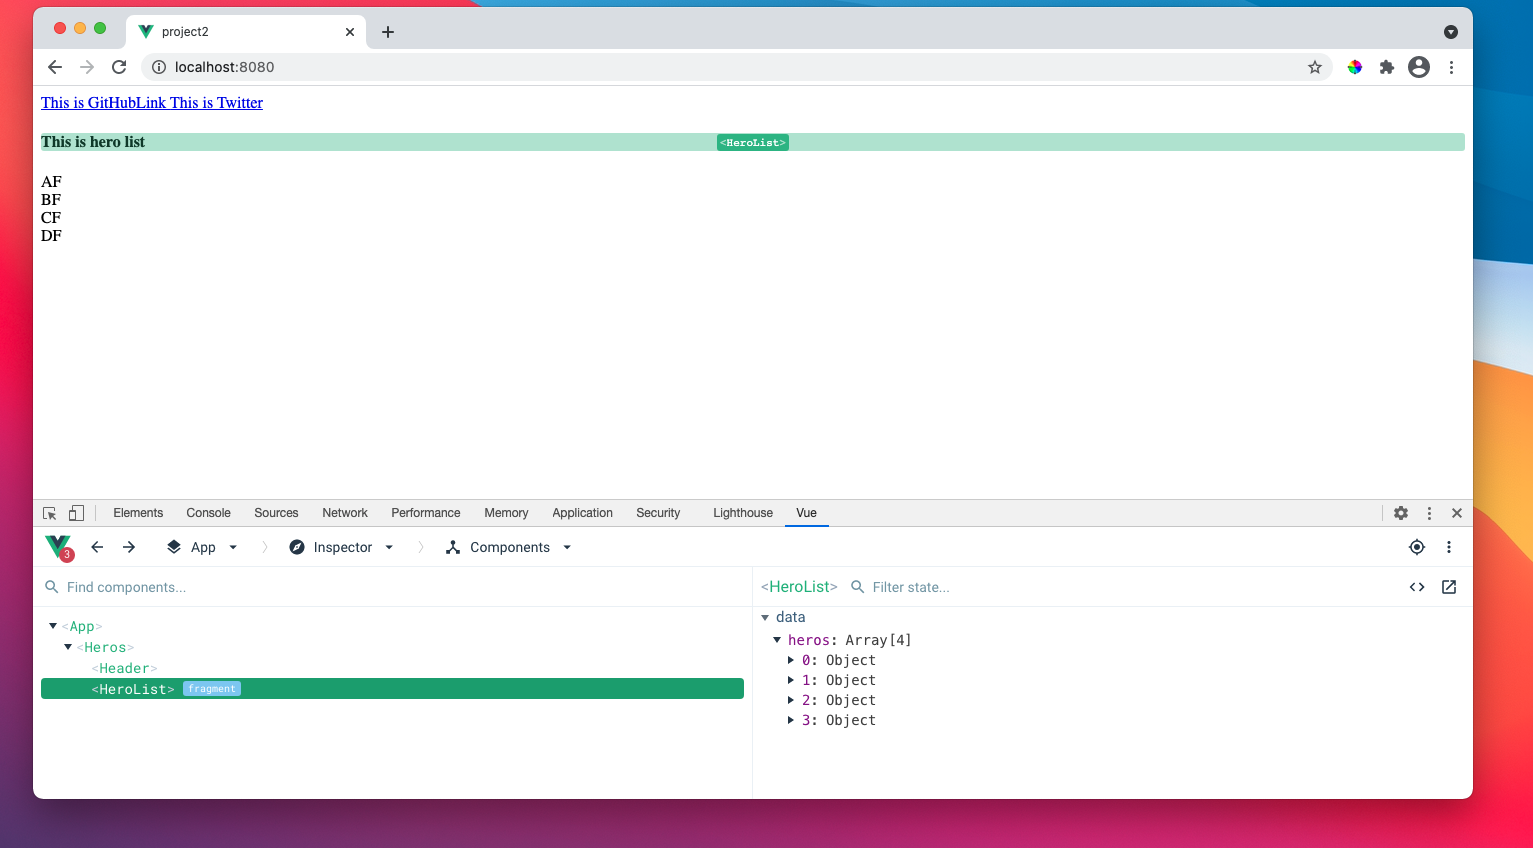 project2
localhost:8080
This is GitHubLink This is Twitter
This is hero list
<HeroList>
AF
BF
CF
DF
Elements Console Sources Network Performance Memory Application Security Lighthouse Vue
3 App Inspector Components
Find components...
<HeroList> Filter state...
<App>
<Heros>
<Header>
<HeroList> fragment
data
heros: Array[4]
0: Object
1: Object
2: Object
3: Object